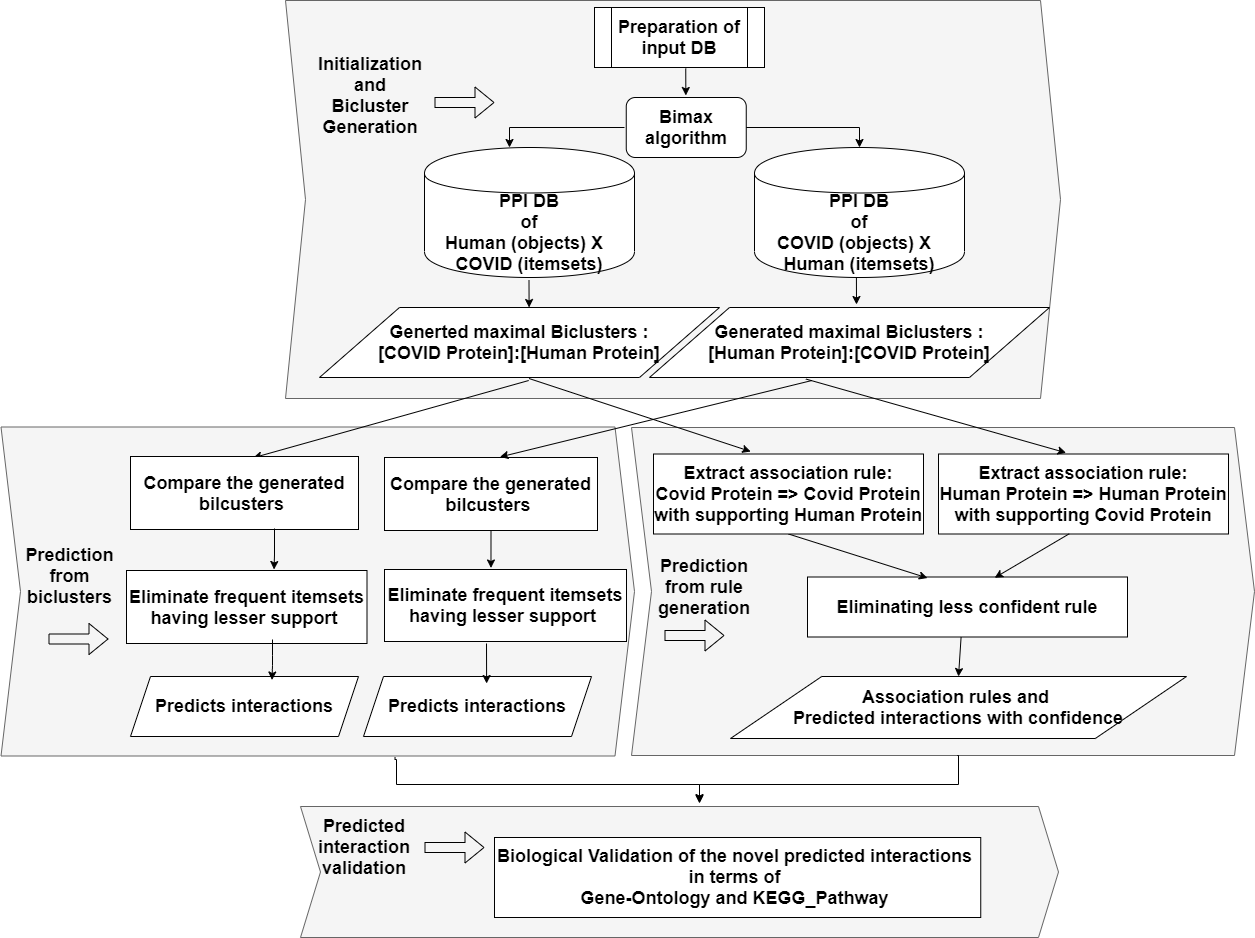 Preparation of
input DB
Initialization
and
Bicluster
Generation
Bimax
algorithm
PPI DB
of
Human (objects) X
COVID (itemsets)
PPI DB
of
COVID (objects) X
Human (itemsets)
Generted maximal Biclusters :
[COVID Protein]:[Human Protein]
Generated maximal Biclusters :
[Human Protein]:[COVID Protein]
Prediction
from
biclusters
Compare the generated
bilcusters
Compare the generated
bilcusters
Eliminate frequent itemsets
having lesser support
Eliminate frequent itemsets
having lesser support
Predicts interactions
Predicts interactions
Extract association rule:
Covid Protein => Covid Protein
with supporting Human Protein
Extract association rule:
Human Protein => Human Protein
with supporting Covid Protein
Prediction
from rule
generation
Eliminating less confident rule
Association rules and
Predicted interactions with confidence
Predicted
interaction
validation
Biological Validation of the novel predicted interactions
in terms of
Gene-Ontology and KEGG_Pathway